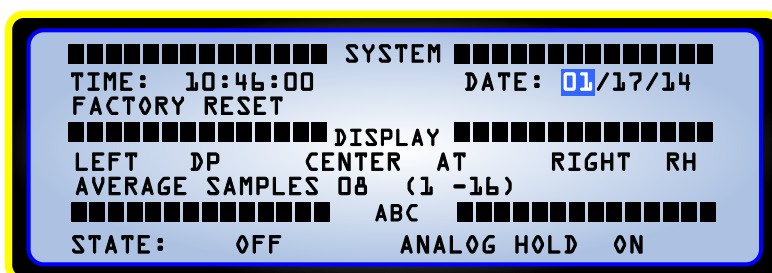 SYSTEM
TIME: 10:46:00 DATE: 01/17/14
FACTORY RESET
DISPLAY
LEFT DP CENTER AT RIGHT RH
AVERAGE SAMPLES 08 (1 -16)
ABC
STATE: OFF ANALOG HOLD ON